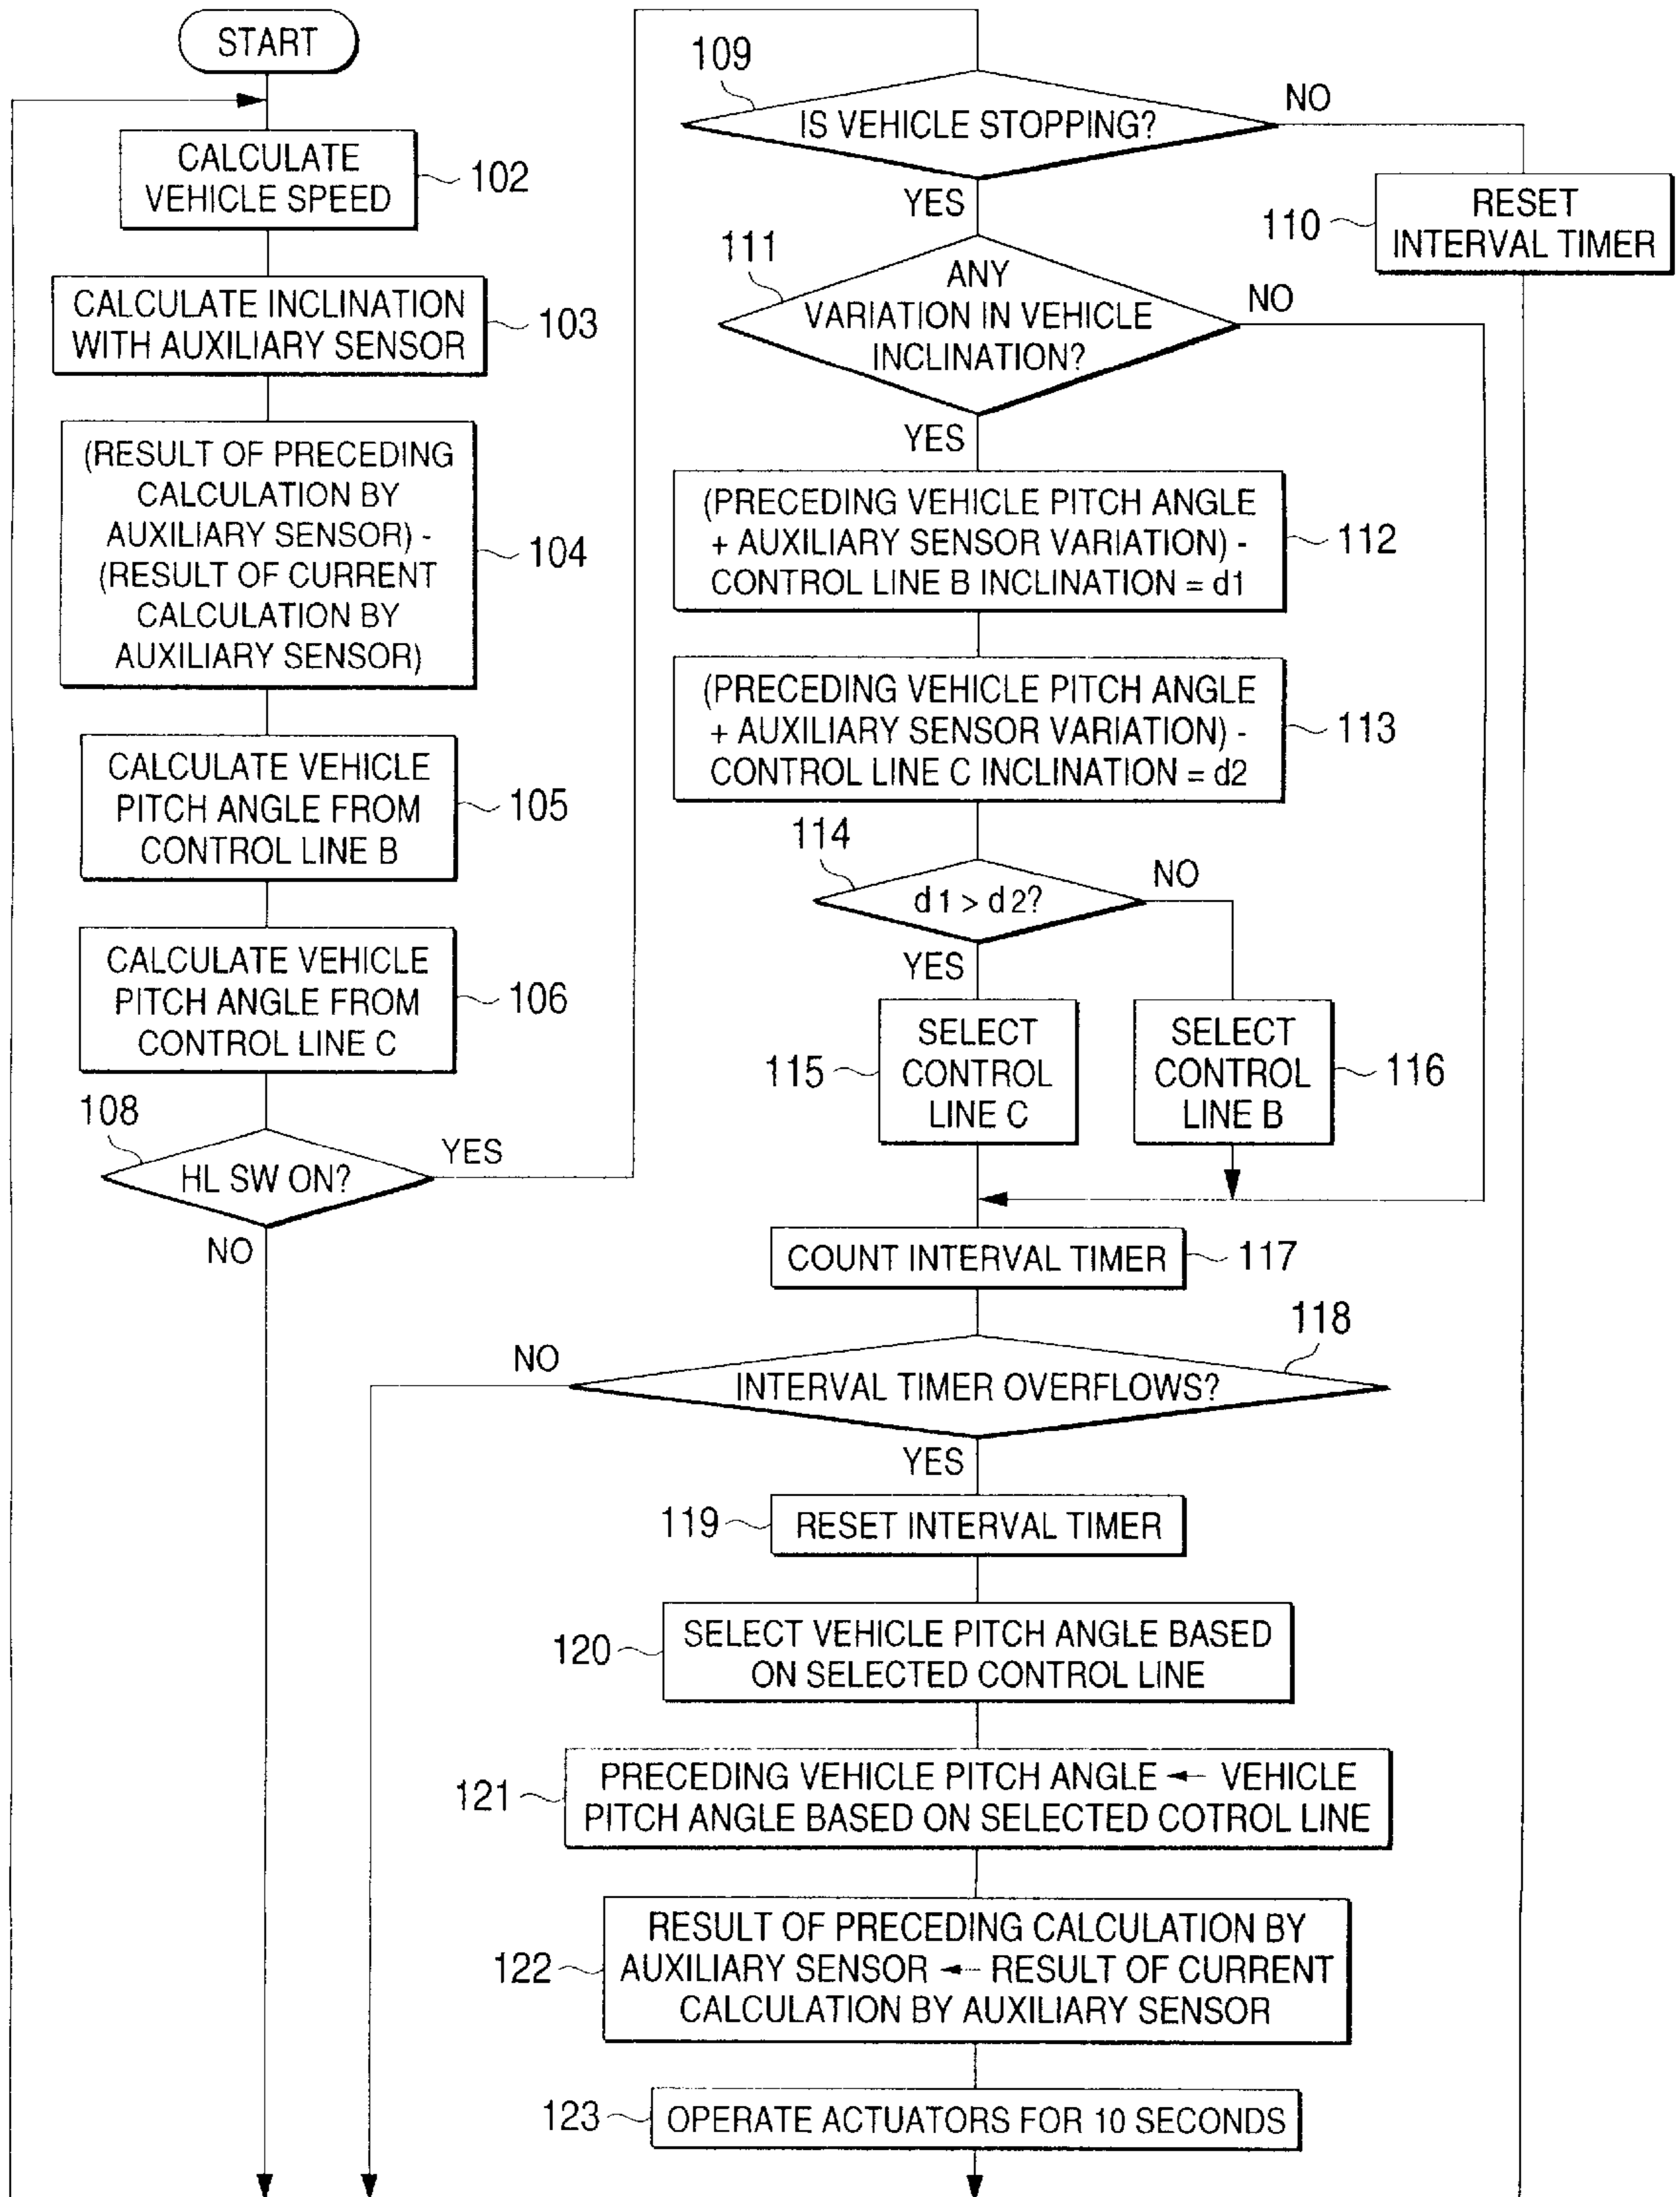 START
CALCULATE
VEHICLE SPEED
102
CALCULATE INCLINATION
WITH AUXILIARY SENSOR
103
(RESULT OF PRECEDING
CALCULATION BY
AUXILIARY SENSOR) -
(RESULT OF CURRENT
CALCULATION BY
AUXILIARY SENSOR)
104
CALCULATE VEHICLE
PITCH ANGLE FROM
CONTROL LINE B
105
CALCULATE VEHICLE
PITCH ANGLE FROM
CONTROL LINE C
106
108
HL SW ON?
YES
NO
109
IS VEHICLE STOPPING?
NO
YES
110
RESET
INTERVAL TIMER
111
ANY
VARIATION IN VEHICLE
INCLINATION?
NO
YES
(PRECEDING VEHICLE PITCH ANGLE
+ AUXILIARY SENSOR VARIATION) -
CONTROL LINE B INCLINATION = d1
112
(PRECEDING VEHICLE PITCH ANGLE
+ AUXILIARY SENSOR VARIATION) -
CONTROL LINE C INCLINATION = d2
113
114
d1 > d2?
NO
YES
115
SELECT
CONTROL
LINE C
SELECT
CONTROL
LINE B
116
COUNT INTERVAL TIMER
117
118
NO
INTERVAL TIMER OVERFLOWS?
YES
119
RESET INTERVAL TIMER
120
SELECT VEHICLE PITCH ANGLE BASED
ON SELECTED CONTROL LINE
121
PRECEDING VEHICLE PITCH ANGLE ← VEHICLE
PITCH ANGLE BASED ON SELECTED COTROL LINE
122
RESULT OF PRECEDING CALCULATION BY
AUXILIARY SENSOR ← RESULT OF CURRENT
CALCULATION BY AUXILIARY SENSOR
123
OPERATE ACTUATORS FOR 10 SECONDS